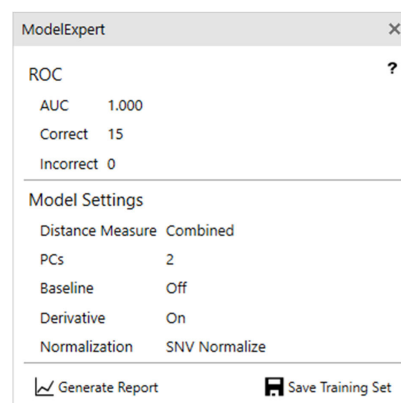 ModelExpert
ROC ?
AUC 1.000
Correct 15
Incorrect 0
Model Settings
Distance Measure Combined
PCs 2
Baseline Off
Derivative On
Normalization SNV Normalize
Generate Report Save Training Set